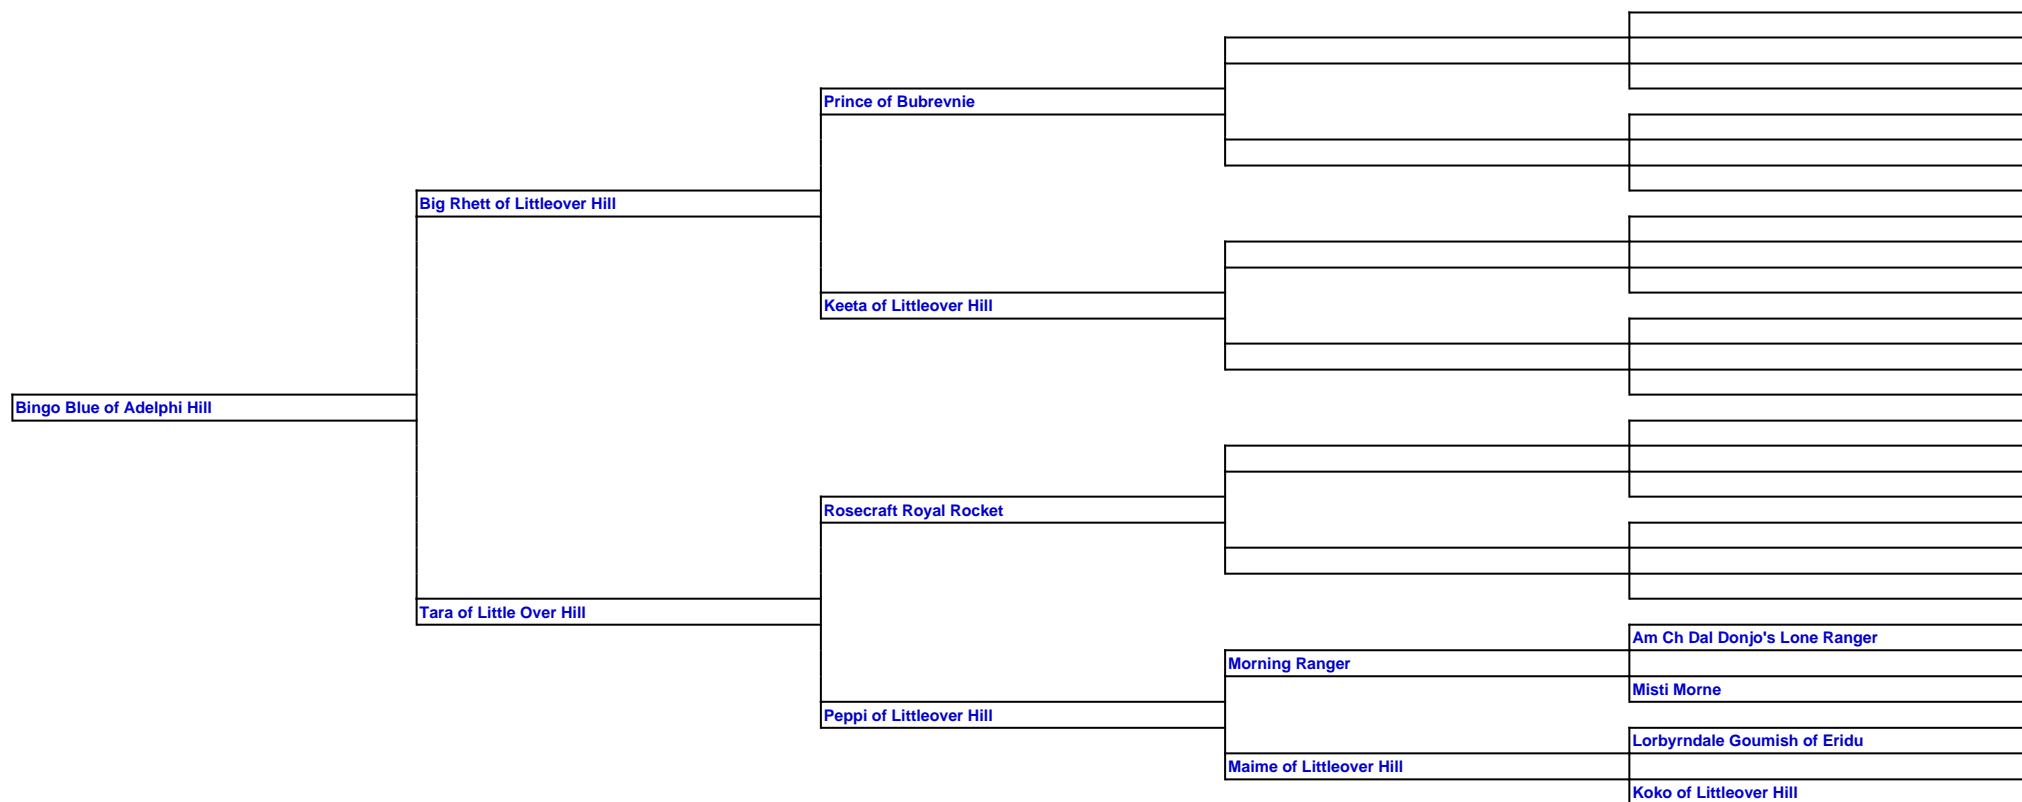 Prince of Bubrevnie
Big Rhett of Littleover Hill
Keeta of Littleover Hill
Bingo Blue of Adelphi Hill
Rosecraft Royal Rocket
Tara of Little Over Hill
Am Ch Dal Donjo's Lone Ranger
Morning Ranger
Misti Morne
Peppi of Littleover Hill
Lorbyrndale Goumish of Eridu
Maime of Littleover Hill
Koko of Littleover Hill